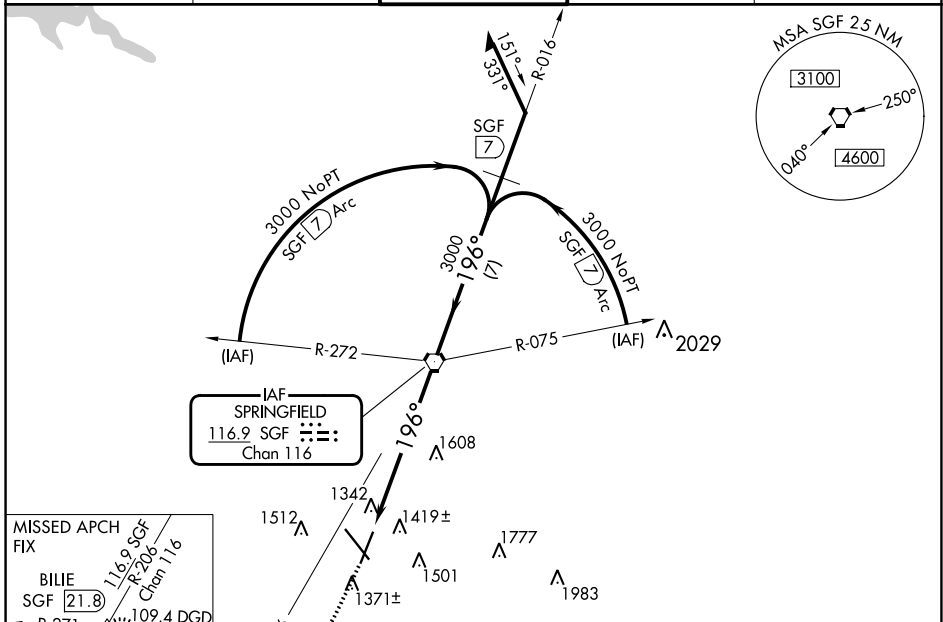 MSA SGF 25 NM
3100
250°
040°
4600
151°
331°
R-016
SGF
7
3000 NoPT
SGF 7 Arc
3000 NoPT
SGF 7 Arc
3000
196°
(7)
(IAF)
R-272
R-075
(IAF)
2029
IAF
SPRINGFIELD
116.9 SGF
Chan 116
196°
1608
1342
1512
1419±
1777
1501
1371±
1983
MISSED APCH
FIX
116.9 SGF
R-206
Chan 116
BILIE
SGF 21.8
109.4 DGD
R-271